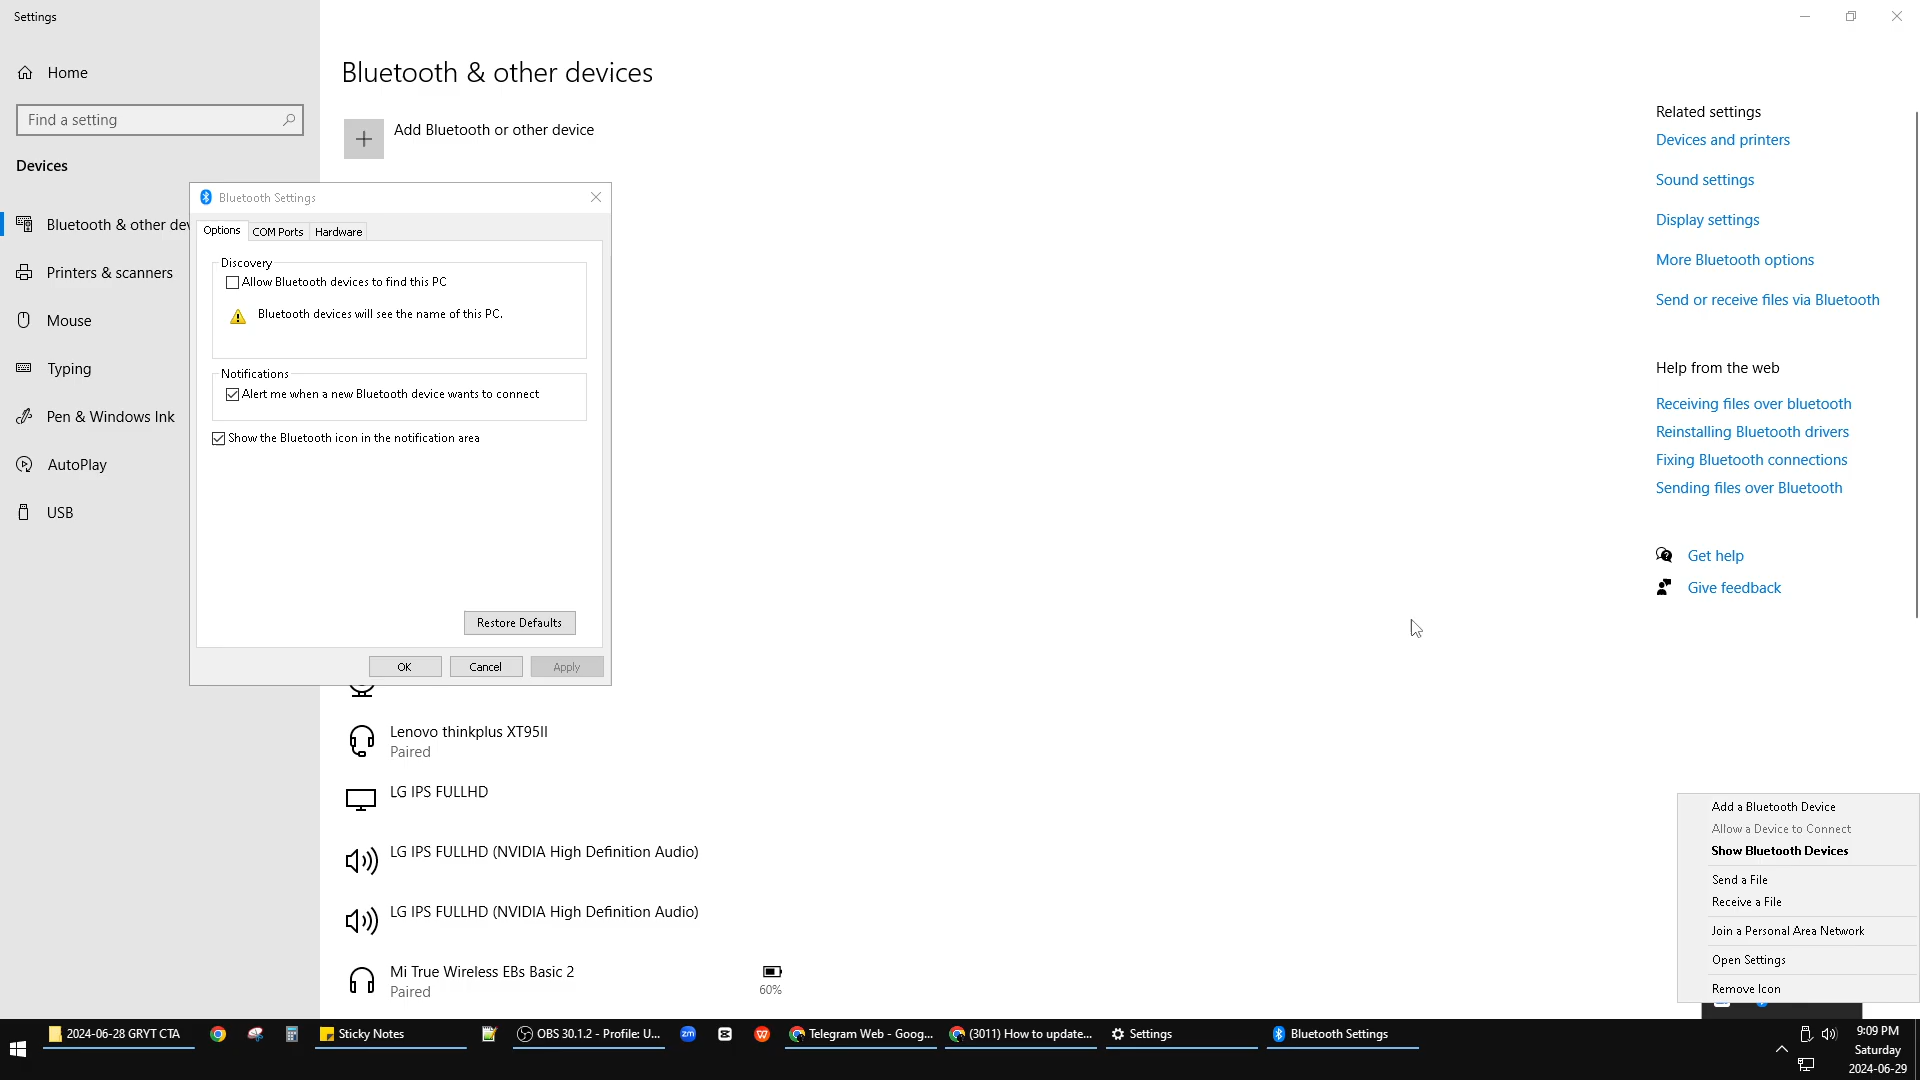 Settings
Home
Find a setting
Devices
Bluetooth & other dev
Printers & scanners
Mouse
Typing
Pen & Windows Ink
AutoPlay
USB
Bluetooth & other devices
Add Bluetooth or other device
Bluetooth Settings
Options
COM Ports
Hardware
Discovery
Allow Bluetooth devices to find this PC
Bluetooth devices will see the name of this PC.
Notifications
Alert me when a new Bluetooth device wants to connect
Show the Bluetooth icon in the notification area
Restore Defaults
OK
Cancel
Apply
Lenovo thinkplus XT95II
Paired
LG IPS FULLHD
LG IPS FULLHD (NVIDIA High Definition Audio)
LG IPS FULLHD (NVIDIA High Definition Audio)
Mi True Wireless EBs Basic 2
Paired
60%
Related settings
Devices and printers
Sound settings
Display settings
More Bluetooth options
Send or receive files via Bluetooth
Help from the web
Receiving files over bluetooth
Reinstalling Bluetooth drivers
Fixing Bluetooth connections
Sending files over Bluetooth
Get help
Give feedback
Add a Bluetooth Device
Allow a Device to Connect
Show Bluetooth Devices
Send a File
Receive a File
Join a Personal Area Network
Open Settings
Remove Icon
2024-06-28 GRYT CTA
Sticky Notes
OBS 30.1.2 - Profile: U...
zm
Telegram Web - Goog...
(3011) How to update...
Settings
Bluetooth Settings
9:09 PM
Saturday
2024-06-29